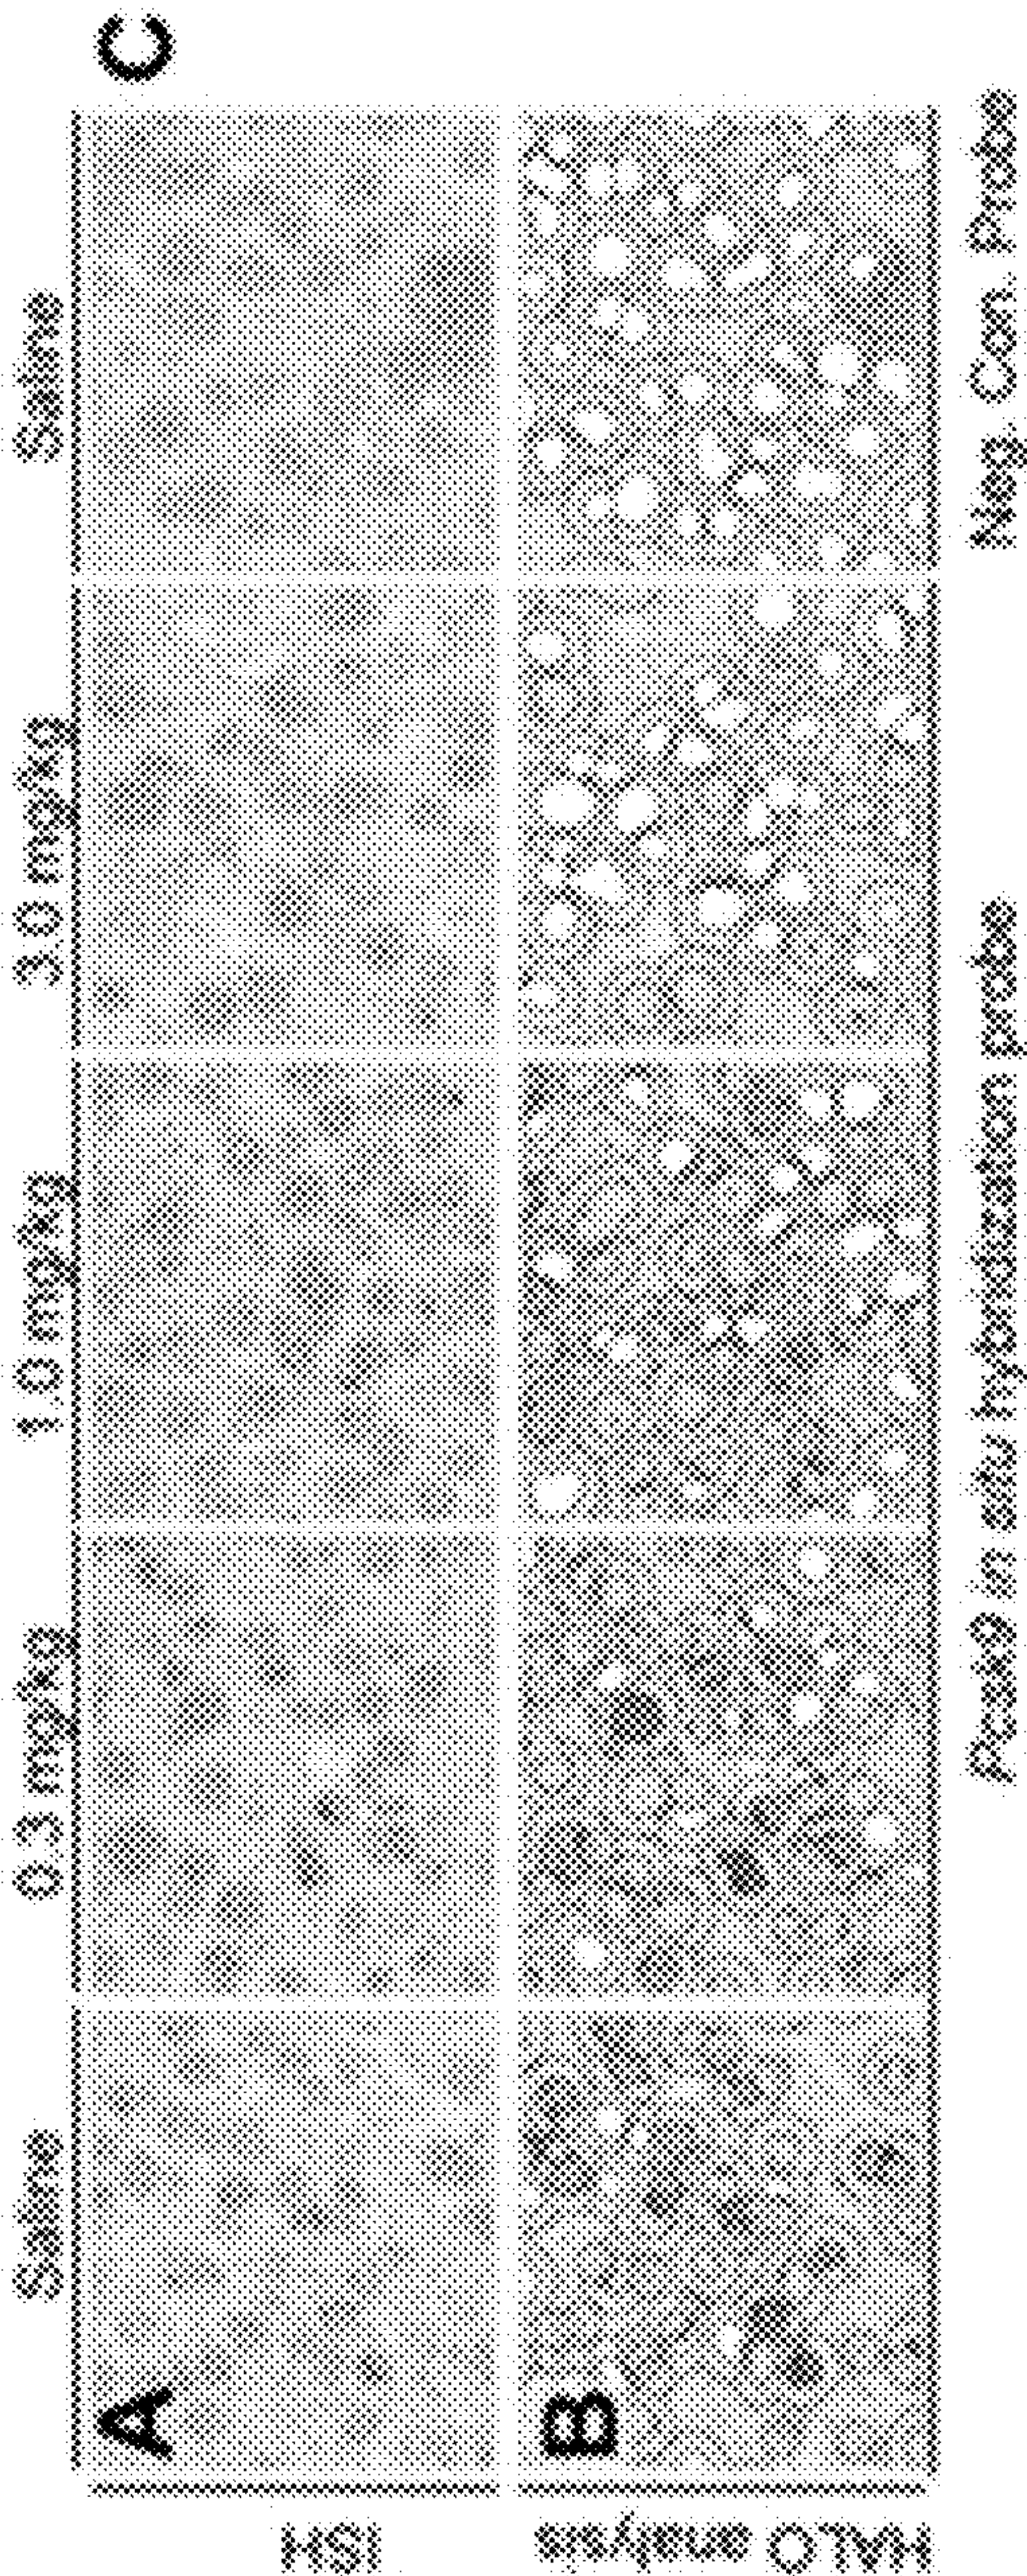 Saline 0.3 mg/kg 1.0 mg/kg 3.0 mg/kg Saline
A
C
ISH
B
HALO analysis
Pcsk9 in situ hybridization probe Neg. Con. Probe